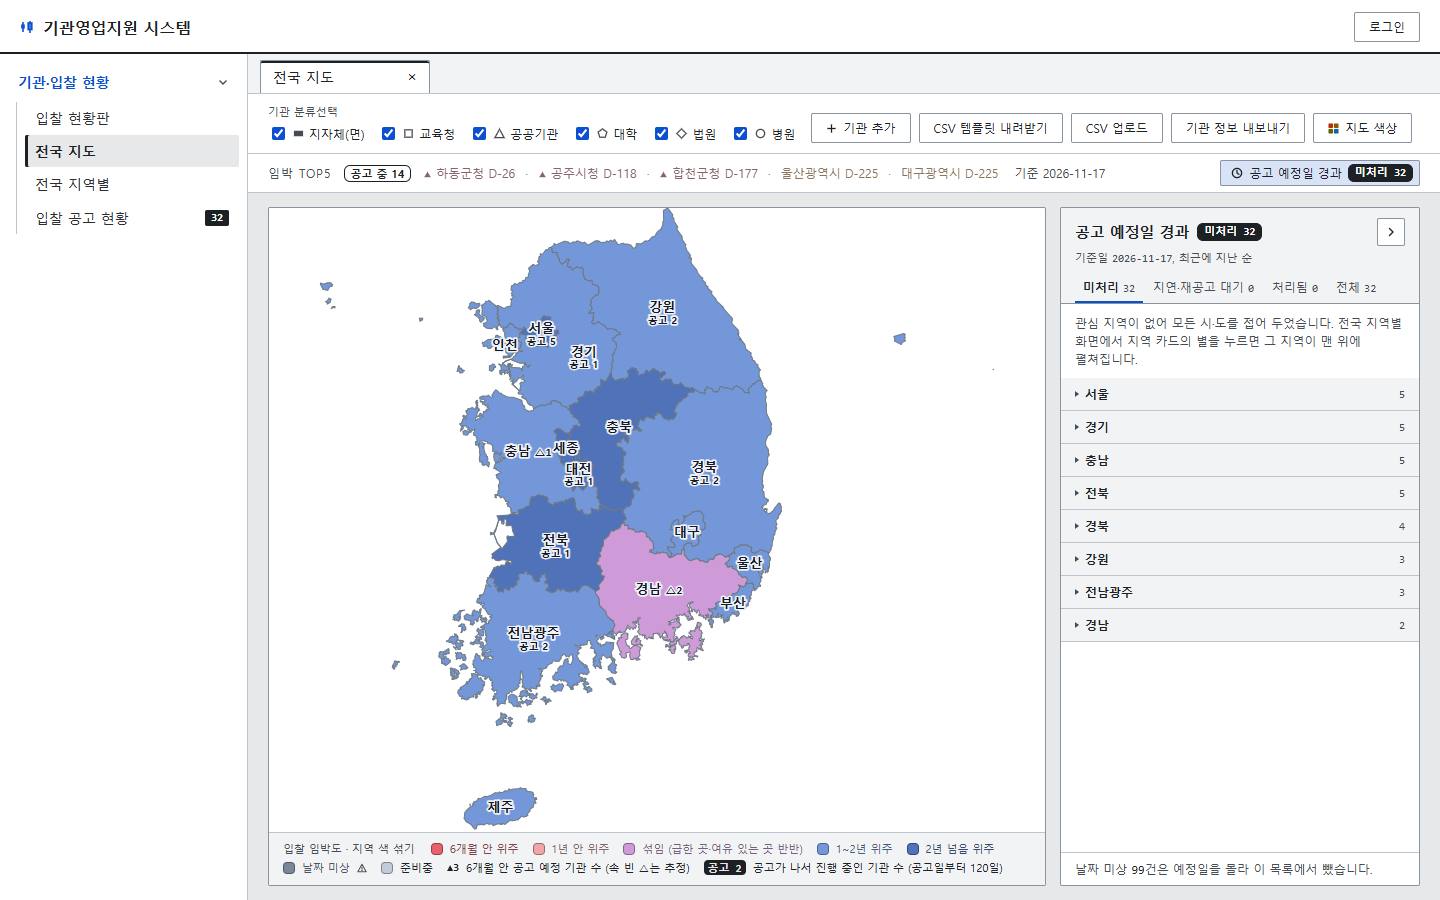 기관영업지원 시스템
로그인
기관·입찰 현황
입찰 현황판
전국 지도
전국 지역별
입찰 공고 현황 32
전국 지도 ×
기관 분류선택
지자체(면) 교육청 공공기관 대학 법원 병원
+ 기관 추가
CSV 템플릿 내려받기
CSV 업로드
기관 정보 내보내기
지도 색상
임박 TOP5 공고 중 14 ▲ 하동군청 D-26 · ▲ 공주시청 D-118 · ▲ 합천군청 D-177 · 울산광역시 D-225 · 대구광역시 D-225 기준 2026-11-17
공고 예정일 경과 미처리 32
강원
공고 2
서울
공고 5
인천
경기
공고 1
충북
충남 △1
세종
대전
공고 1
경북
공고 2
대구
전북
공고 1
울산
경남 △2
부산
전남광주
공고 2
제주
입찰 임박도 · 지역 색 섞기 6개월 안 위주 1년 안 위주 섞임 (급한 곳·여유 있는 곳 반반) 1~2년 위주 2년 넘음 위주
날짜 미상 ⚠ 준비중 ▲3 6개월 안 공고 예정 기관 수 (속 빈 △는 추정) 공고 2 공고가 나서 진행 중인 기관 수 (공고일부터 120일)
공고 예정일 경과 미처리 32
기준일 2026-11-17, 최근에 지난 순
미처리 32 지연·재공고 대기 0 처리됨 0 전체 32
관심 지역이 없어 모든 시·도를 접어 두었습니다. 전국 지역별
화면에서 지역 카드의 별을 누르면 그 지역이 맨 위에
펼쳐집니다.
서울 5
경기 5
충남 5
전북 5
경북 4
강원 3
전남광주 3
경남 2
날짜 미상 99건은 예정일을 몰라 이 목록에서 뺐습니다.